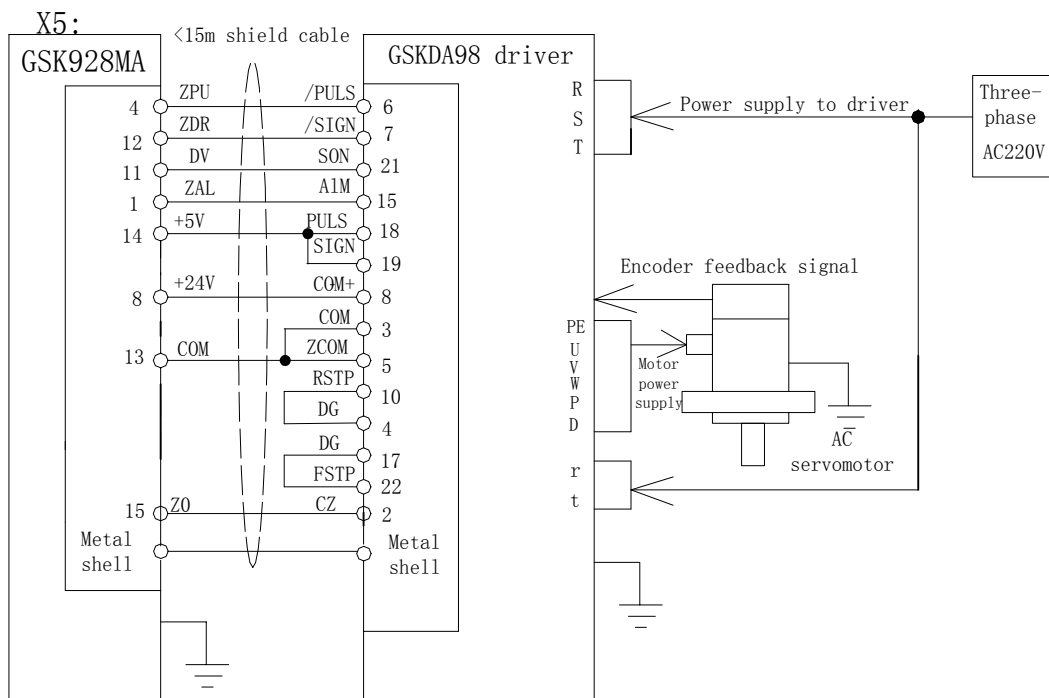 X5:
<15m shield cable
GSK928MA
GSKDA98 driver
4 ZPU /PULS 6
12 ZDR /SIGN 7
11 DV SON 21
1 ZAL AlM 15
14 +5V PULS 18
SIGN 19
8 +24V COM+ 8
COM 3
13 COM ZCOM 5
RSTP 10
DG 4
DG 17
FSTP 22
15 Z0 CZ 2
Metal
shell
Metal
shell
R
S
T
Power supply to driver
Three-
phase
AC220V
Encoder feedback signal
PE
U
V
W
P
D
Motor
power
supply
AC
servomotor
r
t